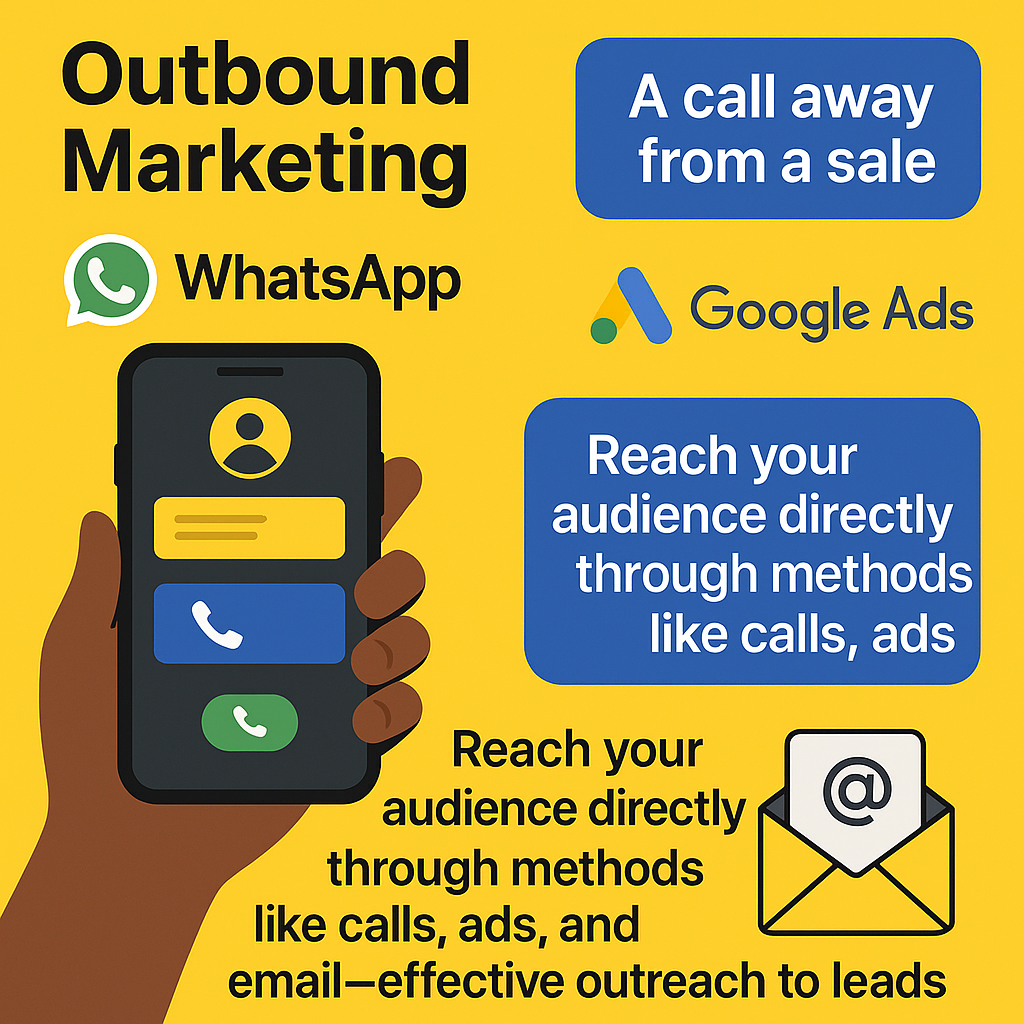 Outbound
Marketing
A call away
from a sale
WhatsApp
Google Ads
Reach your
audience directly
through methods
like calls, ads
Reach your
audience directly
through methods
like calls, ads, and
email–effective outreach to leads
@